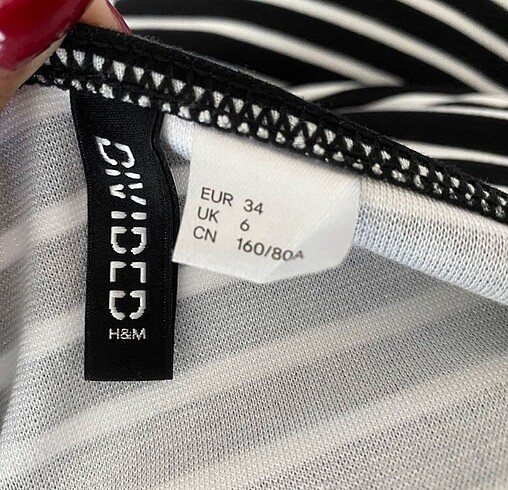 DIVIDED
H&M
EUR 34
UK 6
CN 160/80A